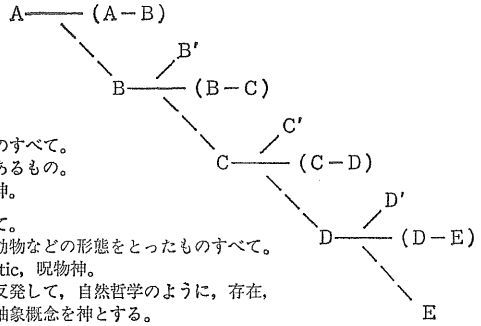 A (A-B)
B'
B (B-C)
のすべて。
C'
あるもの。
C (C-D)
神。
D'
て。
動物などの形態をとったものすべて。
D (D-E)
tic, 呪物神。
反発して,自然哲学のように,存在,
抽象概念を神とする。
E